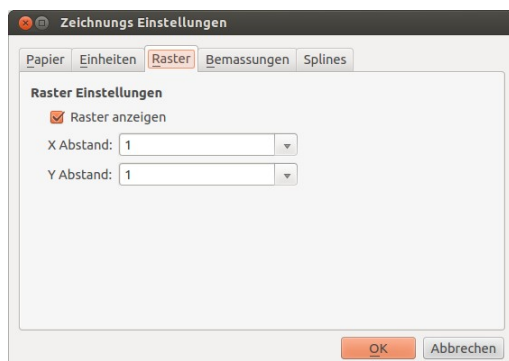 Zeichnungs Einstellungen
Papier Einheiten Raster Bemassungen Splines
Raster Einstellungen
Raster anzeigen
X Abstand: 1
Y Abstand: 1
OK Abbrechen